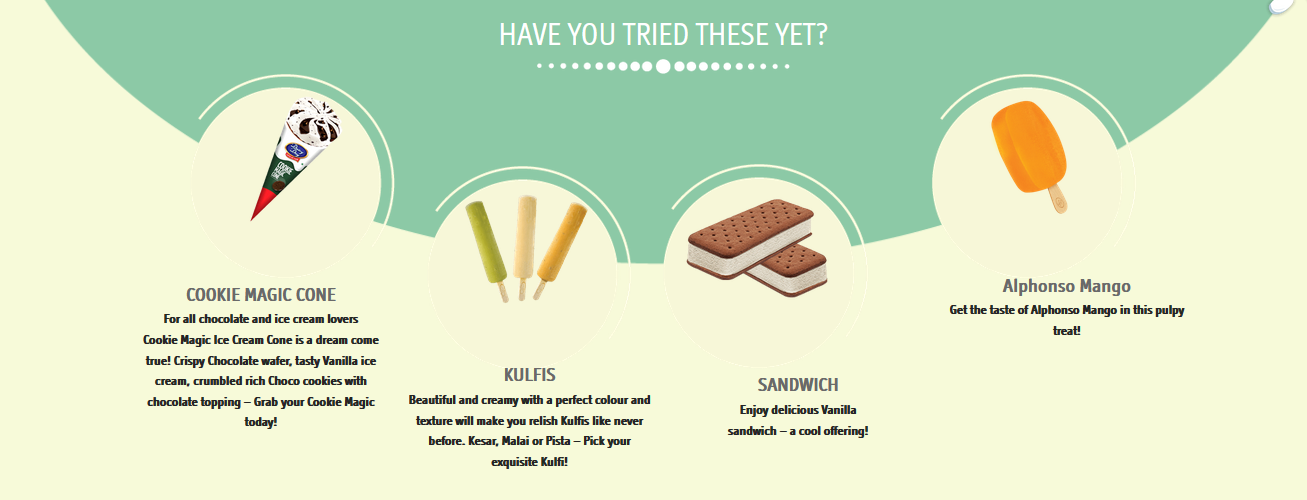 HAVE YOU TRIED THESE YET?
COOKIE
MAGIC
CONE
COOKIE MAGIC CONE
For all chocolate and ice cream lovers
Cookie Magic Ice Cream Cone is a dream come
true! Crispy Chocolate wafer, tasty Vanilla ice
cream, crumbled rich Choco cookies with
chocolate topping – Grab your Cookie Magic
today!
KULFIS
Beautiful and creamy with a perfect colour and
texture will make you relish Kulfis like never
before. Kesar, Malai or Pista – Pick your
exquisite Kulfi!
SANDWICH
Enjoy delicious Vanilla
sandwich – a cool offering!
Alphonso Mango
Get the taste of Alphonso Mango in this pulpy
treat!